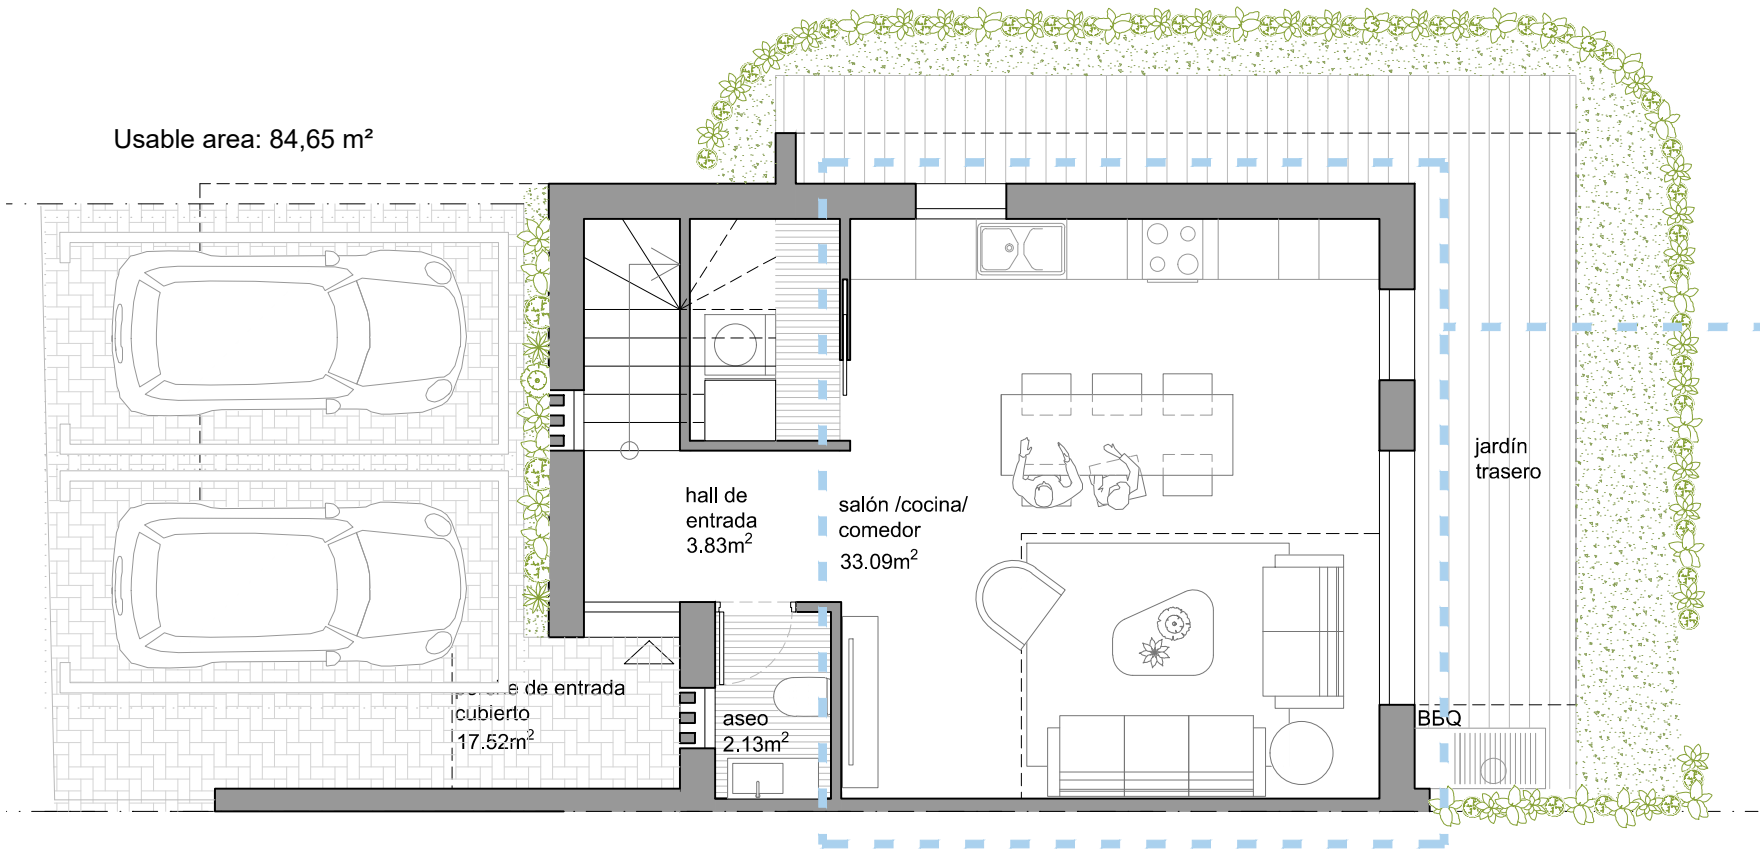 Usable area: 84,65 m²
hall de
entrada
3.83m²
salón /cocina/
comedor
33.09m²
jardín
trasero
de entrada
cubierto
17.52m²
aseo
2.13m²
BBQ